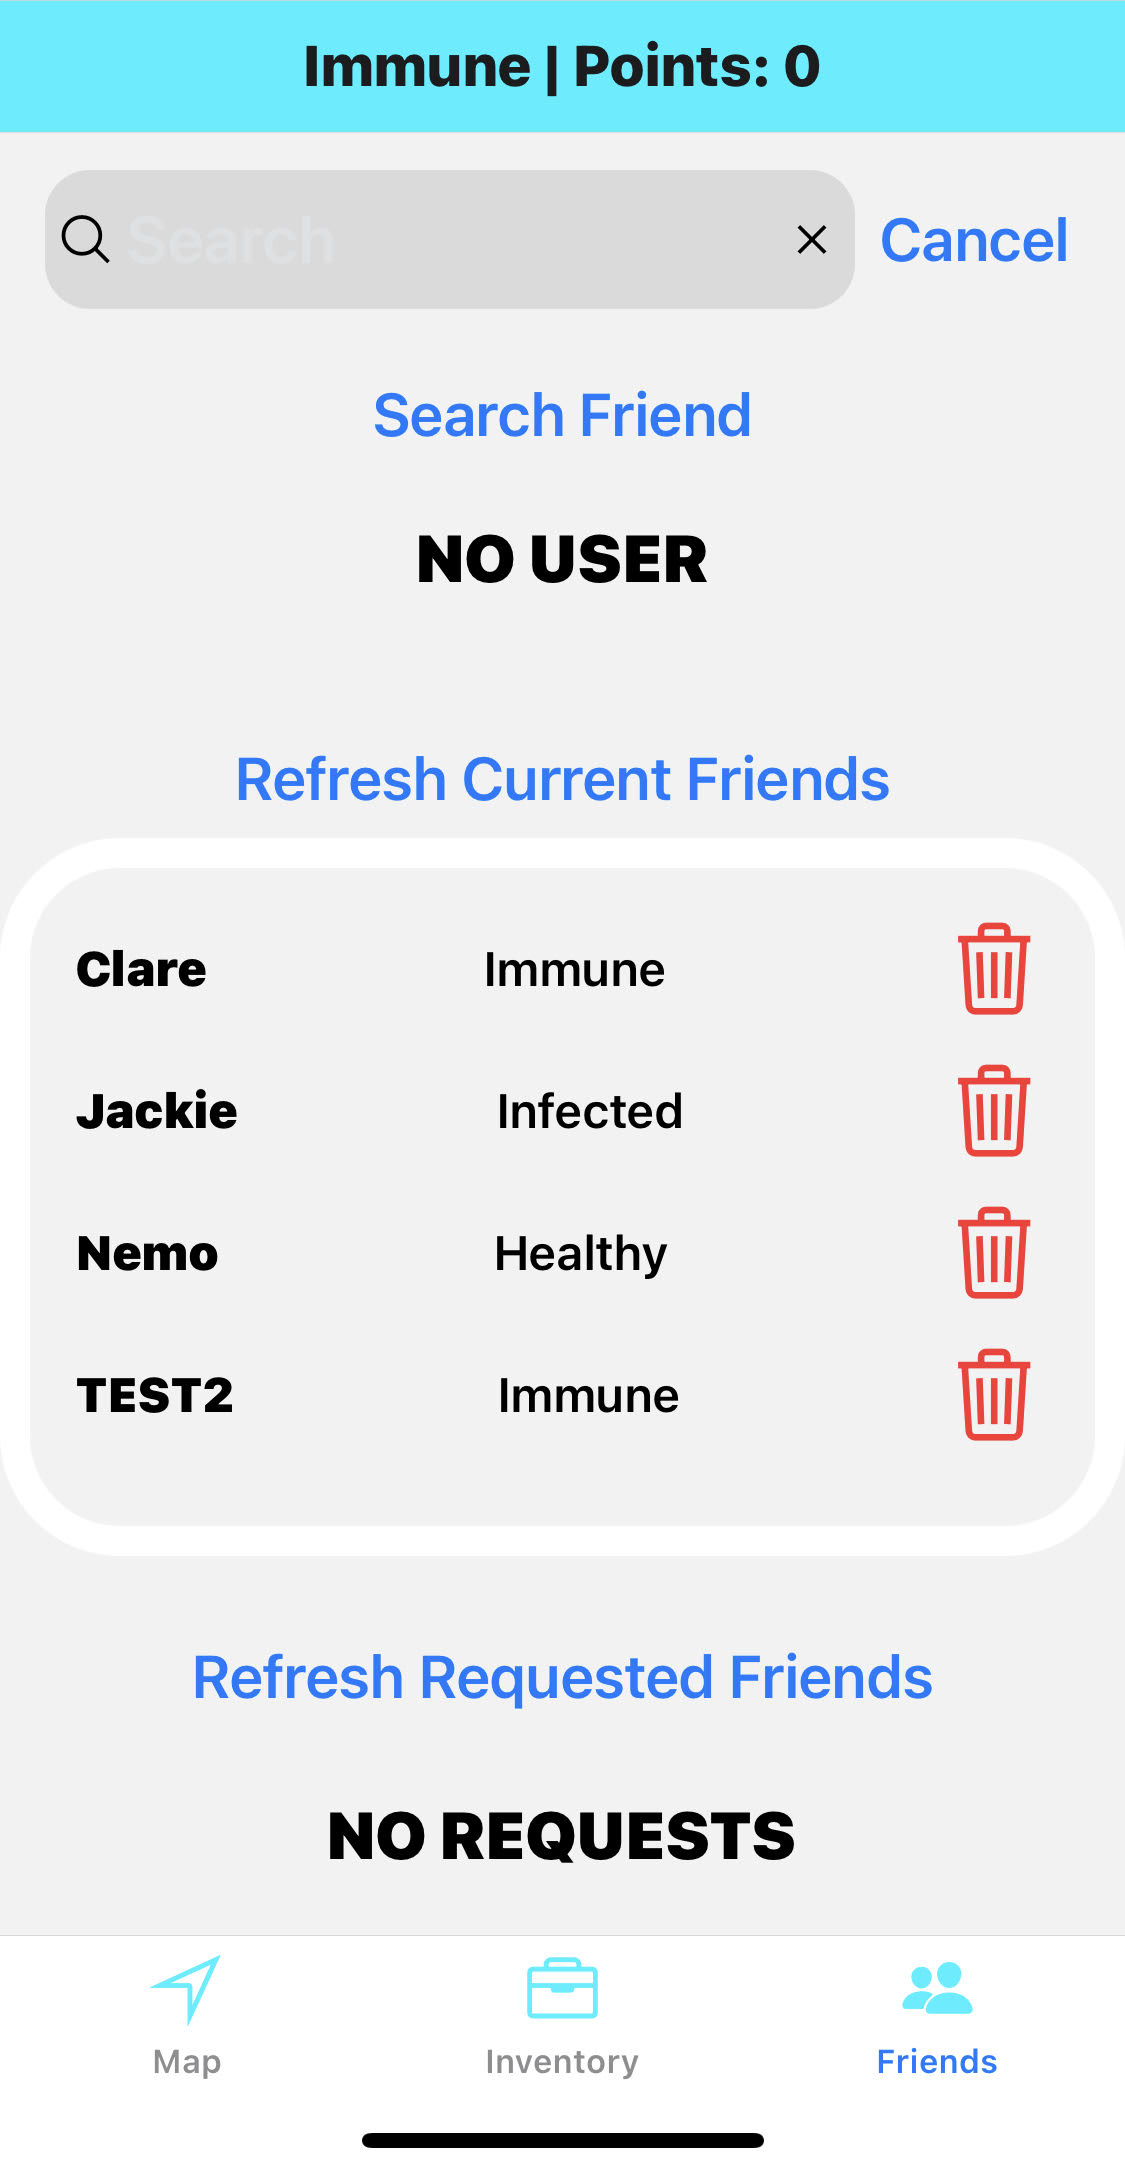 Immune | Points: 0
Search
Cancel
Search Friend
NO USER
Refresh Current Friends
Clare Immune
Jackie Infected
Nemo Healthy
TEST2 Immune
Refresh Requested Friends
NO REQUESTS
Map Inventory Friends